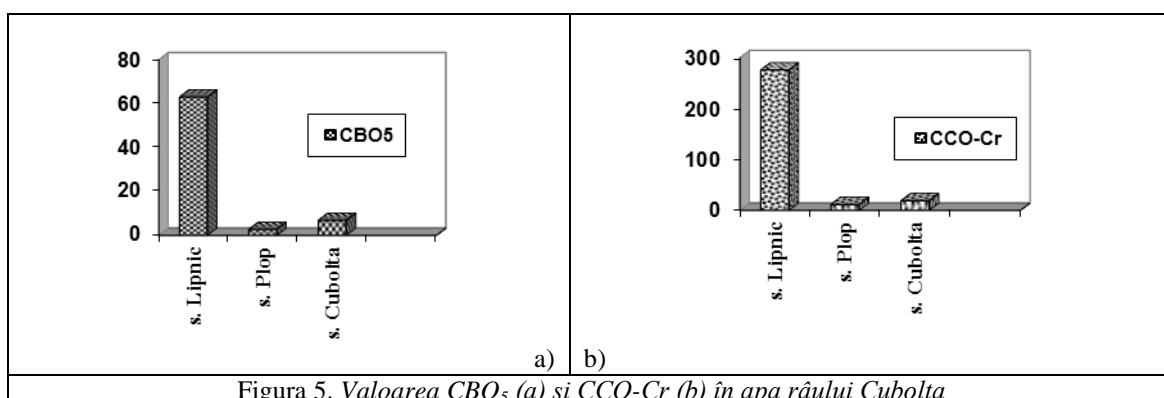 80
60
40
20
0
CBO5
s. Lipnic
s. Plop
s. Cubolta
a)
300
200
100
0
CCO-Cr
s. Lipnic
s. Plop
s. Cubolta
b)
Figura 5. Valoarea CBO₅ (a) și CCO-Cr (b) în apa râului Cubolta